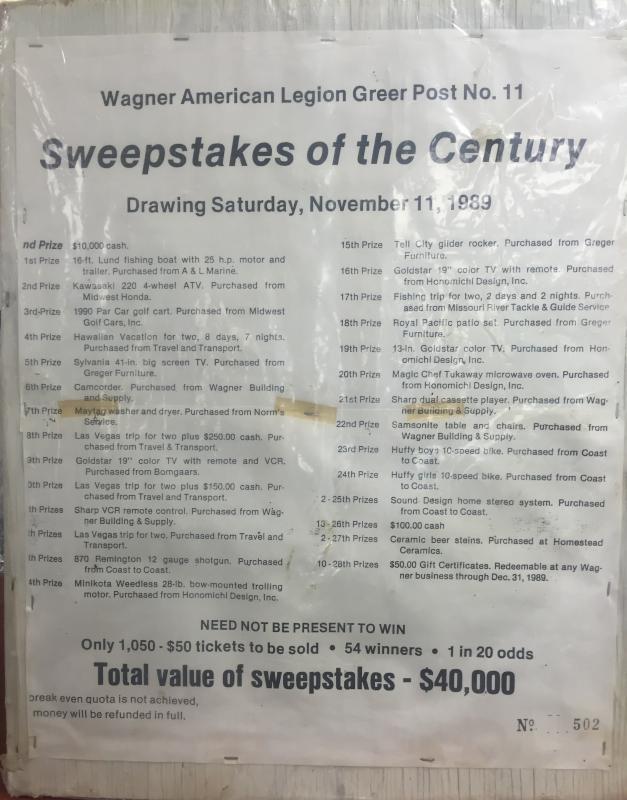 Wagner American Legion Greer Post No. 11
Sweepstakes of the Century
Drawing Saturday, November 11, 1989
nd Prize $10,000 cash.
1st Prize 16-ft. Lund fishing boat with 25 h.p. motor and
trailer. Purchased from A & L Marine.
2nd Prize Kawasaki 220 4-wheel ATV. Purchased from
Midwest Honda.
3rd Prize 1990 Par Car golf cart. Purchased from Midwest
Golf Cars, Inc.
4th Prize Hawaiian Vacation for two, 8 days, 7 nights.
Purchased from Travel and Transport.
5th Prize Sylvania 41-in. big screen TV. Purchased from
Greger Furniture.
6th Prize Camcorder. Purchased from Wagner Building
and Supply.
7th Prize Maytag washer and dryer. Purchased from Norm's
Service.
8th Prize Las Vegas trip for two plus $250.00 cash. Pur-
chased from Travel & Transport.
9th Prize Goldstar 19" color TV with remote and VCR.
Purchased from Bomgaars.
0th Prize Las Vegas trip for two plus $150.00 cash. Pur-
chased from Travel and Transport.
th Prize Sharp VCR remote control. Purchased from Wag-
ner Building & Supply.
th Prize Las Vegas trip for two. Purchased from Travel and
Transport.
th Prize 870 Remington 12 gauge shotgun. Purchased
from Coast to Coast.
4th Prize Minikota Weedless 28-lb. bow-mounted trolling
motor. Purchased from Honomichl Design, Inc.
15th Prize Tell City glider rocker. Purchased from Greger
Furniture.
16th Prize Goldstar 19" color TV with remote. Purchased
from Honomichl Design, Inc.
17th Prize Fishing trip for two, 2 days and 2 nights. Purch-
ased from Missouri River Tackle & Guide Service
18th Prize Royal Pacific patio set. Purchased from Greger
Furniture.
19th Prize 13-in. Goldstar color TV. Purchased from Hon-
omichl Design, Inc.
20th Prize Magic Chef Tukaway microwave oven. Purchased
from Honomichl Design, Inc.
21st Prize Sharp dual cassette player. Purchased from Wag-
ner Building & Supply.
22nd Prize Samsonite table and chairs. Purchased from
Wagner Building & Supply.
23rd Prize Huffy boys 10-speed bike. Purchased from Coast
to Coast.
24th Prize Huffy girls 10-speed bike. Purchased from Coast
to Coast.
2 - 25th Prizes Sound Design home stereo system. Purchased
from Coast to Coast.
13 - 26th Prizes $100.00 cash
2 - 27th Prizes Ceramic beer steins. Purchased at Homestead
Ceramics.
10 - 28th Prizes $50.00 Gift Certificates. Redeemable at any Wag-
ner business through Dec. 31, 1989.
NEED NOT BE PRESENT TO WIN
Only 1,050 - $50 tickets to be sold • 54 winners • 1 in 20 odds
Total value of sweepstakes - $40,000
break even quota is not achieved,
money will be refunded in full.
Nº 502